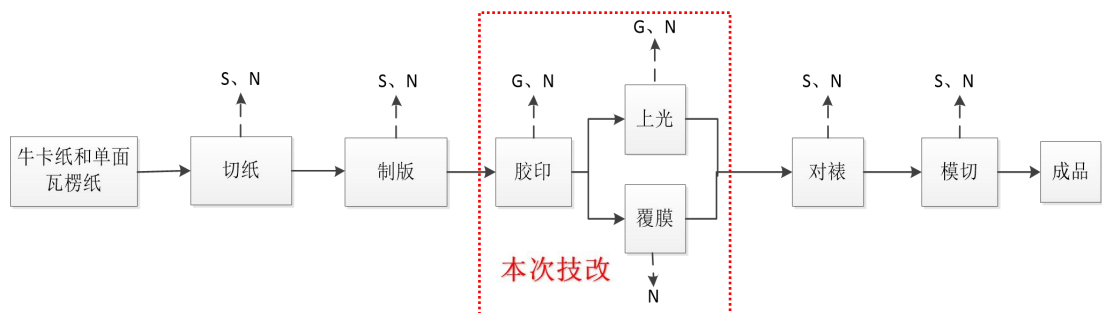 G、N
S、N
S、N
G、N
S、N
S、N
牛卡纸和单面
瓦楞纸
切纸
制版
胶印
上光
覆膜
对裱
模切
成品
本次技改
N